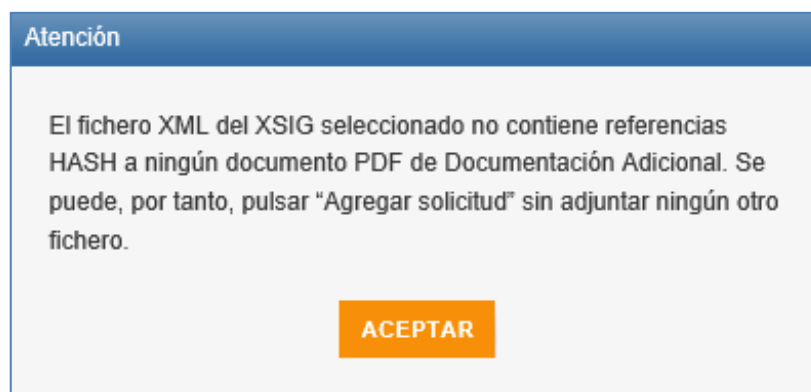 Atención
El fichero XML del XSIG seleccionado no contiene referencias
HASH a ningún documento PDF de Documentación Adicional. Se
puede, por tanto, pulsar “Agregar solicitud” sin adjuntar ningún otro
fichero.
ACEPTAR